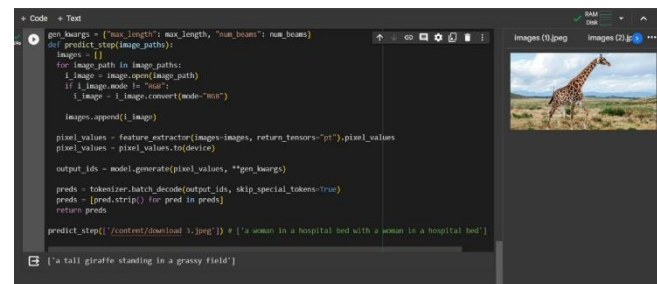 + Code + Text
RAM
Disk
gen_kwargs = {"max_length": max_length, "num_beams": num_beams}
def predict_step(image_paths):
images = []
for image_path in image_paths:
i_image = Image.open(image_path)
if i_image.mode != "RGB":
i_image = i_image.convert(mode="RGB")
images.append(i_image)
pixel_values = feature_extractor(images=images, return_tensors="pt").pixel_values
pixel_values = pixel_values.to(device)
output_ids = model.generate(pixel_values, **gen_kwargs)
preds = tokenizer.batch_decode(output_ids, skip_special_tokens=True)
preds = [pred.strip() for pred in preds]
return preds
predict_step(['/content/download 3.jpeg']) # ['a woman in a hospital bed with a woman in a hospital bed']
['a tall giraffe standing in a grassy field']
images (1).jpeg images (2).jp